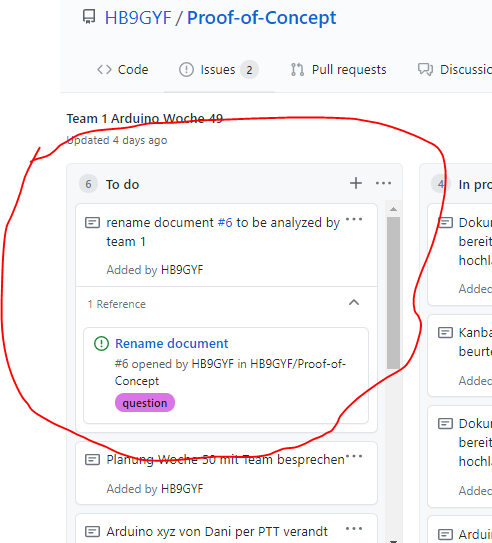 HB9GYF / Proof-of-Concept
Code Issues 2 Pull requests Discussio
Team 1 Arduino Woche 49
Updated 4 days ago
6 To do
rename document #6 to be analyzed by
team 1
Added by HB9GYF
1 Reference
Rename document
#6 opened by HB9GYF in HB9GYF/Proof-of-
Concept
question
Planung Woche 50 mit Team besprechen
Added by HB9GYF
Arduino xyz von Dani per PTT verandt
4 In pro
Doku
bereit
hochla
Added
Kanba
beurte
Added
Doku
bereit
hochla
Added
Arduin